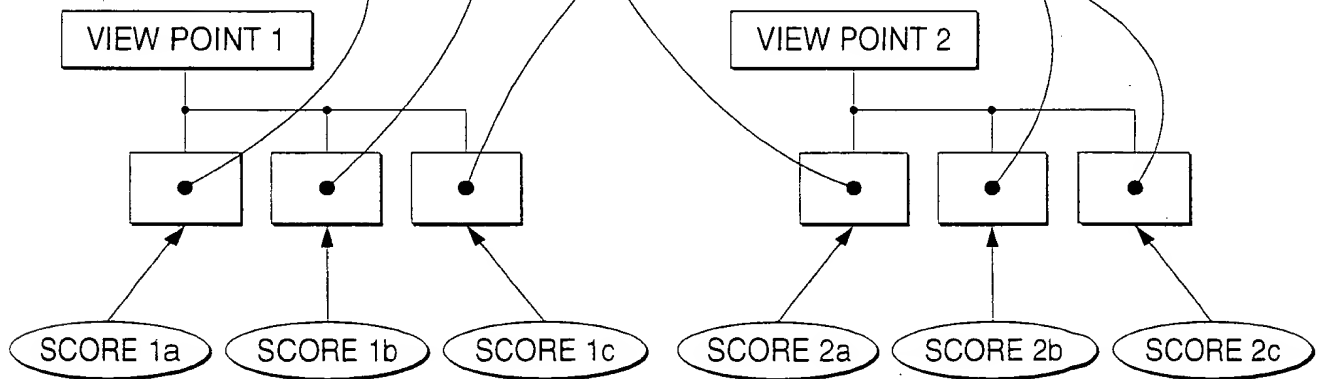 VIEW POINT 1 VIEW POINT 2
SCORE 1a SCORE 1b SCORE 1c SCORE 2a SCORE 2b SCORE 2c